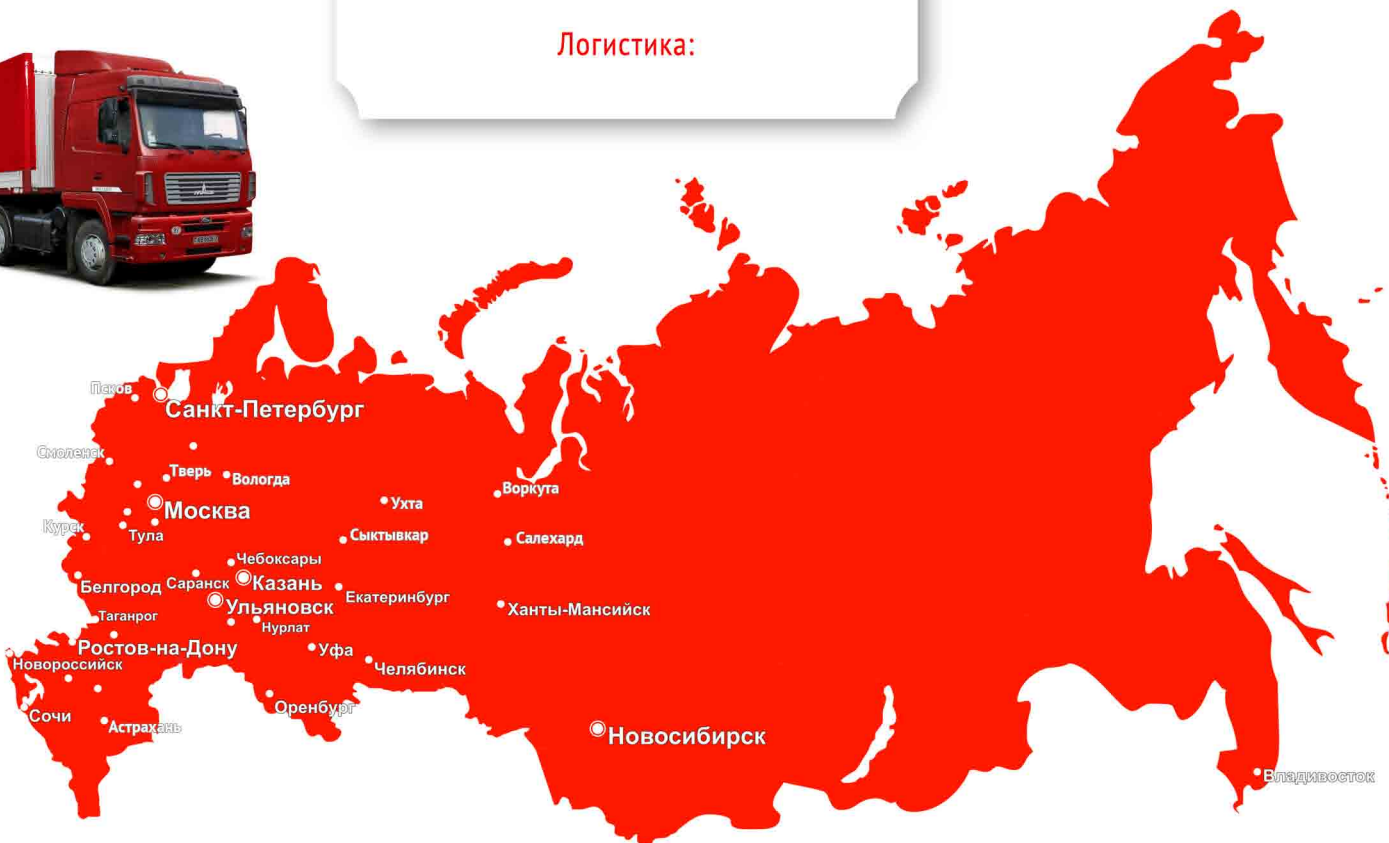 Логистика:
Псков
Санкт-Петербург
Смоленск
Тверь
Вологда
Воркута
Ухта
Москва
Курск
Тула
Сыктывкар
Салехард
Чебоксары
Белгород
Саранск
Казань
Екатеринбург
Ульяновск
Ханты-Мансийск
Таганрог
Нурлат
Ростов-на-Дону
Уфа
Новороссийск
Челябинск
Оренбург
Сочи
Астрахань
Новосибирск
Владивосток